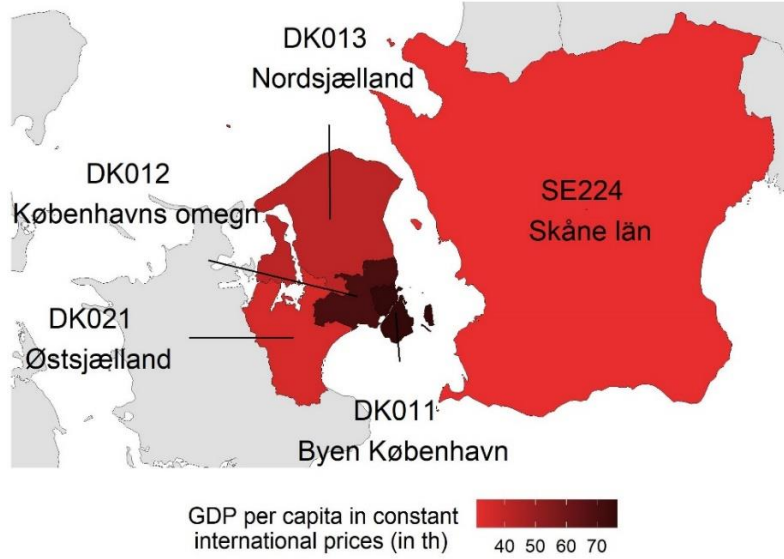 DK013
Nordsjælland
DK012
Københavns omegn
SE224
Skåne län
DK021
Østsjælland
DK011
Byen København
GDP per capita in constant
international prices (in th)
40 50 60 70